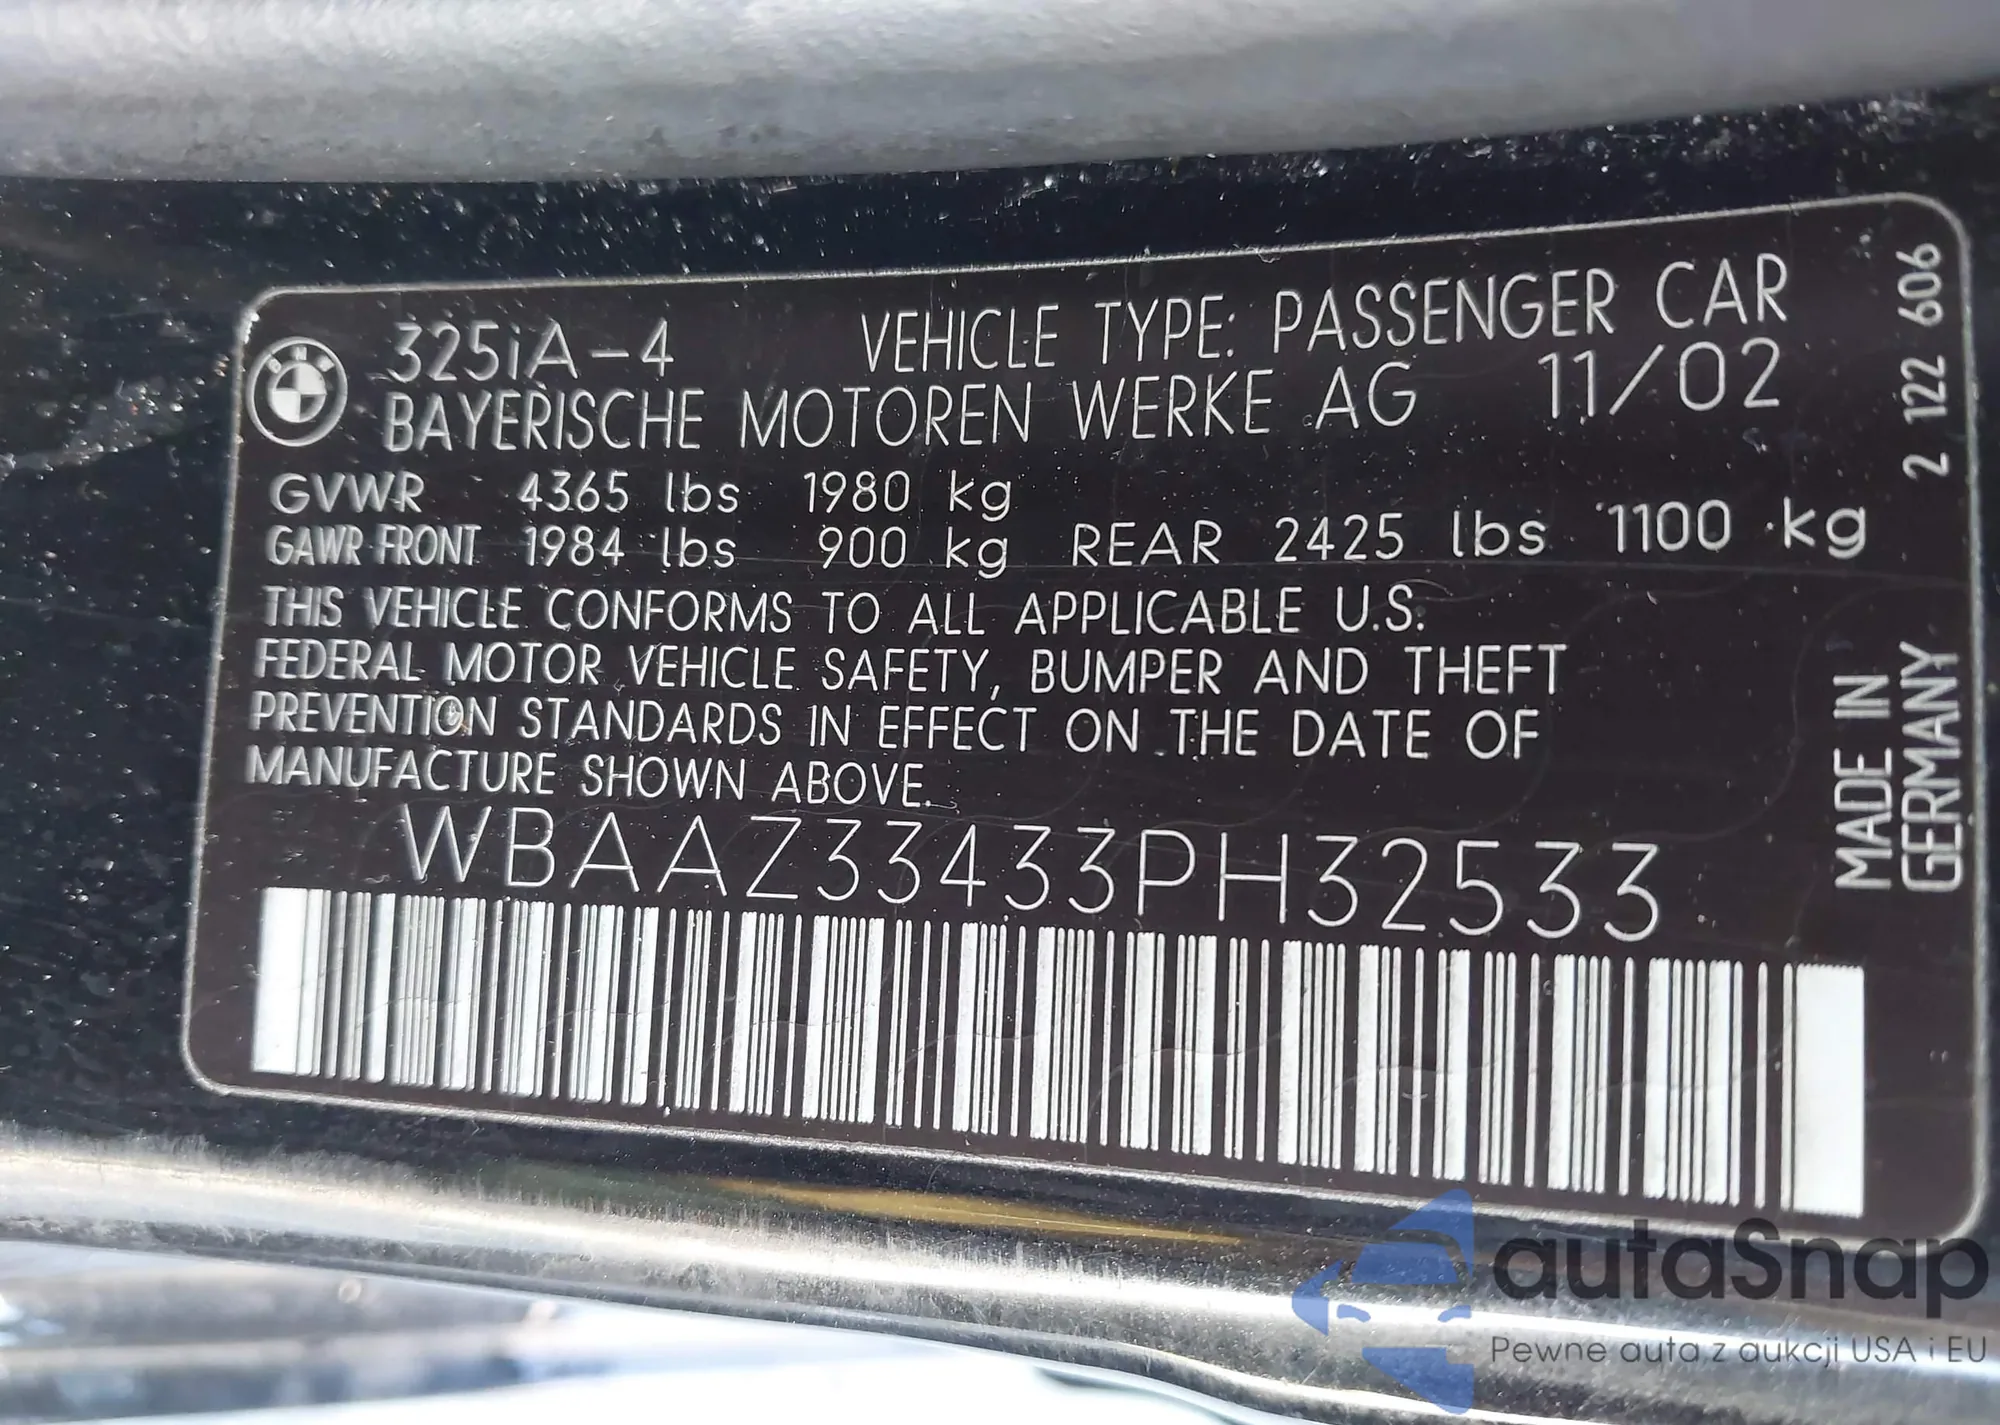 BMW
325iA-4 VEHICLE TYPE: PASSENGER CAR
BAYERISCHE MOTOREN WERKE AG 11/02
GVWR 4365 lbs 1980 kg
GAWR FRONT 1984 lbs 900 kg REAR 2425 lbs 1100 kg
THIS VEHICLE CONFORMS TO ALL APPLICABLE U.S.
FEDERAL MOTOR VEHICLE SAFETY, BUMPER AND THEFT
PREVENTION STANDARDS IN EFFECT ON THE DATE OF
MANUFACTURE SHOWN ABOVE.
WBAAZ33433PH32533
2 122 606
MADE IN
GERMANY
autaSnap
Pewne auta z aukcji USA i EU